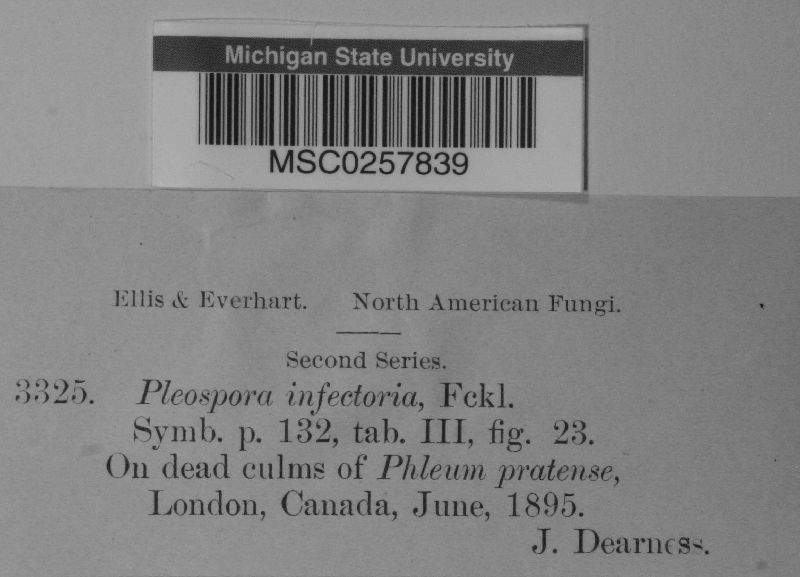 Michigan State University
MSC0257839
Ellis & Everhart. North American Fungi.
Second Series.
3325. Pleospora infectoria, Fckl.
Symb. p. 132, tab. III, fig. 23.
On dead culms of Phleum pratense,
London, Canada, June, 1895.
J. Dearness.